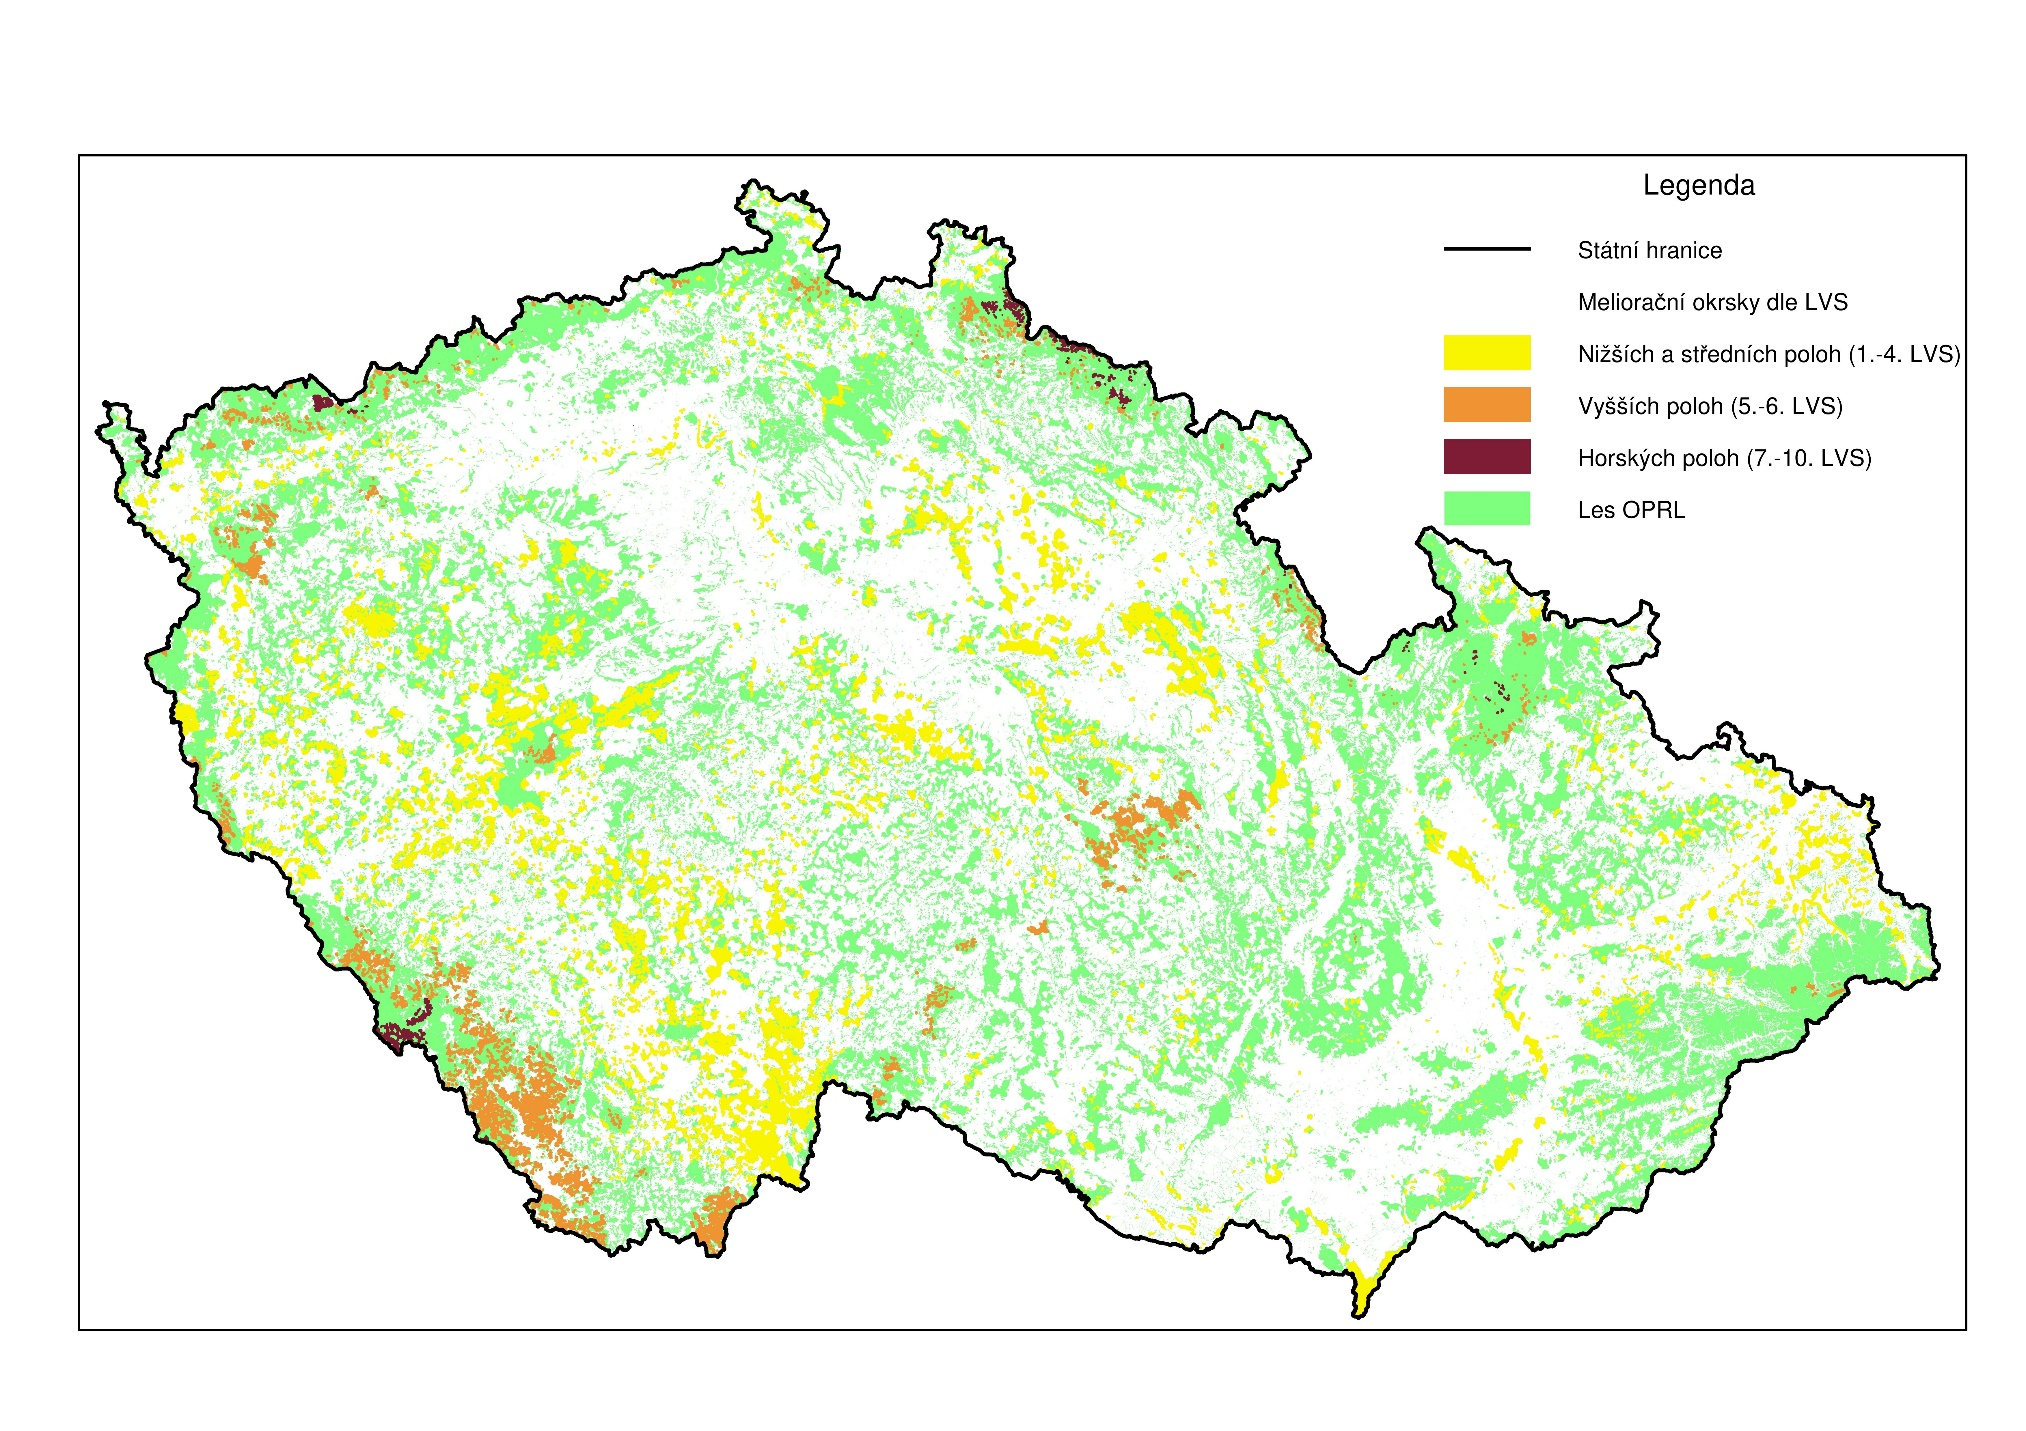 Legenda
Státní hranice
Meliorační okrsky dle LVS
Nižších a středních poloh (1.-4. LVS)
Vyšších poloh (5.-6. LVS)
Horských poloh (7.-10. LVS)
Les OPRL